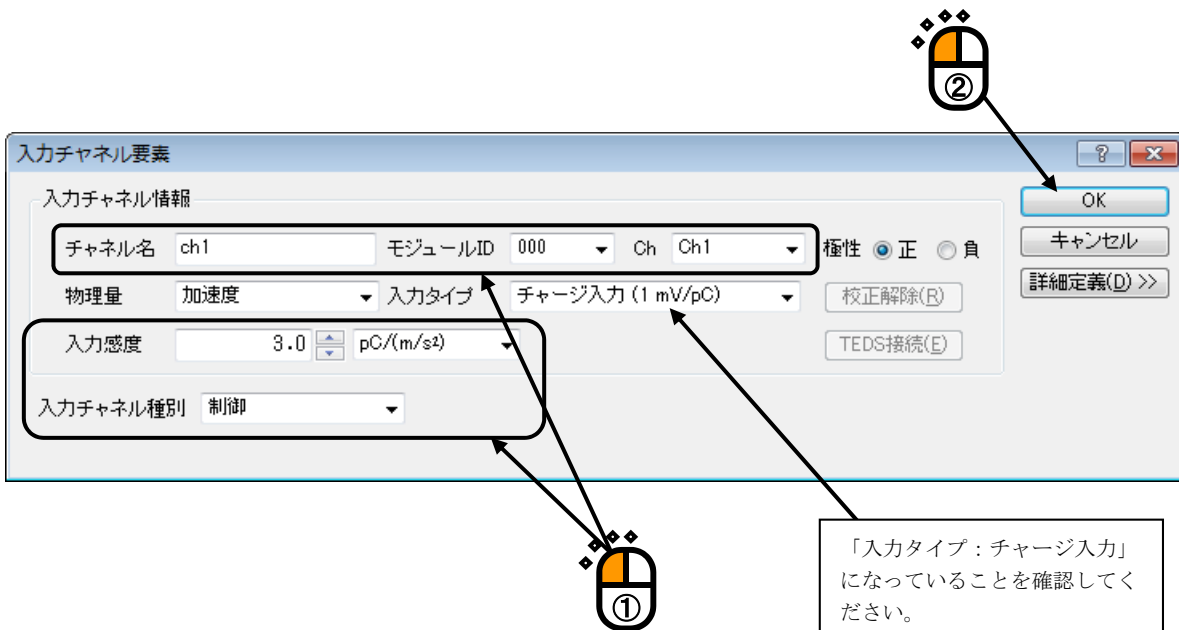 ②
入力チャネル要素
?
入力チャネル情報
OK
チャネル名 ch1 モジュールID 000 Ch Ch1 極性 正 負
キャンセル
物理量 加速度 入力タイプ チャージ入力 (1 mV/pC) 校正解除(R)
詳細定義(D) >>
入力感度 3.0 pC/(m/s²) TEDS接続(E)
入力チャネル種別 制御
①
「入力タイプ：チャージ入力」
になっていることを確認してく
ださい。